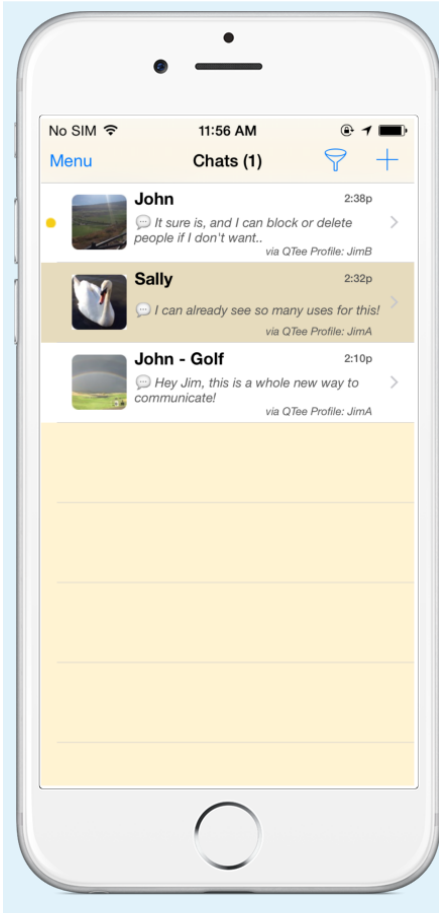 No SIM 11:56 AM
Menu Chats (1)
John 2:38p
It sure is, and I can block or delete
people if I don't want..
via QTee Profile: JimB
Sally 2:32p
I can already see so many uses for this!
via QTee Profile: JimA
John - Golf 2:10p
Hey Jim, this is a whole new way to
communicate!
via QTee Profile: JimA